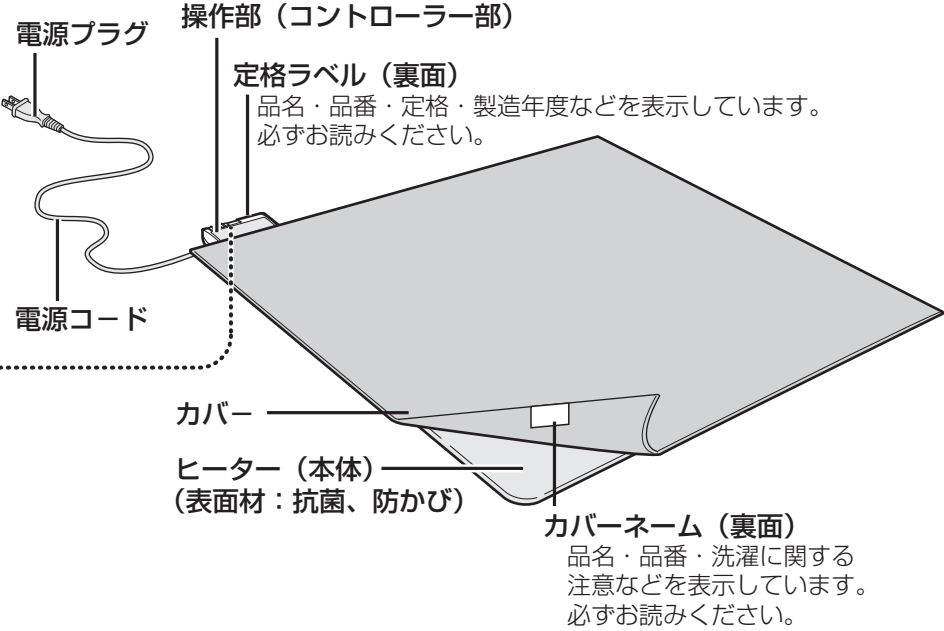 操作部（コントローラー部）
電源プラグ
定格ラベル（裏面）
品名・品番・定格・製造年度などを表示しています。
必ずお読みください。
電源コード
カバー
ヒーター（本体）
（表面材：抗菌、防かび）
カバーネーム（裏面）
品名・品番・洗濯に関する
注意などを表示しています。
必ずお読みください。